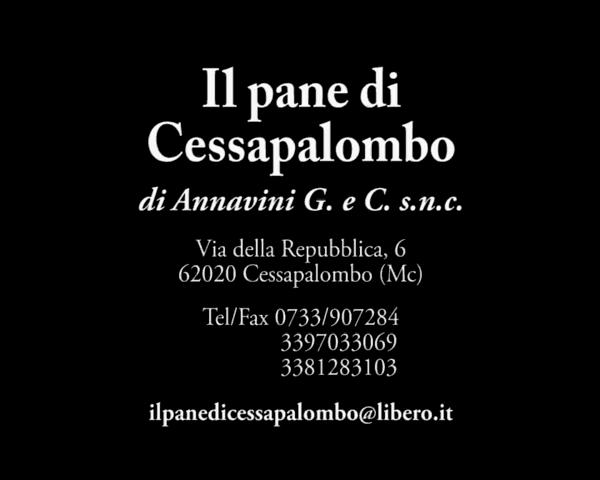 Il pane di
Cessapalombo
di Annavini G. e C. s.n.c.
Via della Repubblica, 6
62020 Cessapalombo (Mc)
Tel/Fax 0733/907284
3397033069
3381283103
ilpanedicessapalombo@libero.it